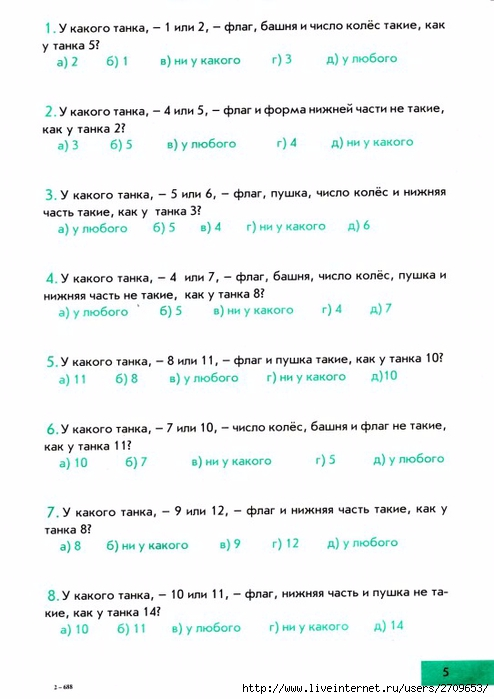 1. У какого танка, – 1 или 2, – флаг, башня и число колёс такие, как
у танка 5?
а) 2 б) 1 в) ни у какого г) 3 д) у любого
2. У какого танка, – 4 или 5, – флаг и форма нижней части не такие,
как у танка 2?
а) 3 б) 5 в) у любого г) 4 д) ни у какого
3. У какого танка, – 5 или 6, – флаг, пушка, число колёс и нижняя
часть такие, как у танка 3?
а) у любого б) 5 в) 4 г) ни у какого д) 6
4. У какого танка, – 4 или 7, – флаг, башня, число колёс, пушка и
нижняя часть не такие, как у танка 8?
а) у любого б) 5 в) ни у какого г) 4 д) 7
5. У какого танка, – 8 или 11, – флаг и пушка такие, как у танка 10?
а) 11 б) 8 в) у любого г) ни у какого д)10
6. У какого танка, – 7 или 10, – число колёс, башня и флаг не такие,
как у танка 11?
а) 10 б) 7 в) ни у какого г) 5 д) у любого
7. У какого танка, – 9 или 12, – флаг и нижняя часть такие, как у
танка 8?
а) 8 б) ни у какого в) 9 г) 12 д) у любого
8. У какого танка, – 10 или 11, – флаг, нижняя часть и пушка не та-
кие, как у танка 14?
а) 10 б) 11 в) у любого г) ни у какого д) 14
5
2 – 688
http://www.liveinternet.ru/users/2709653/